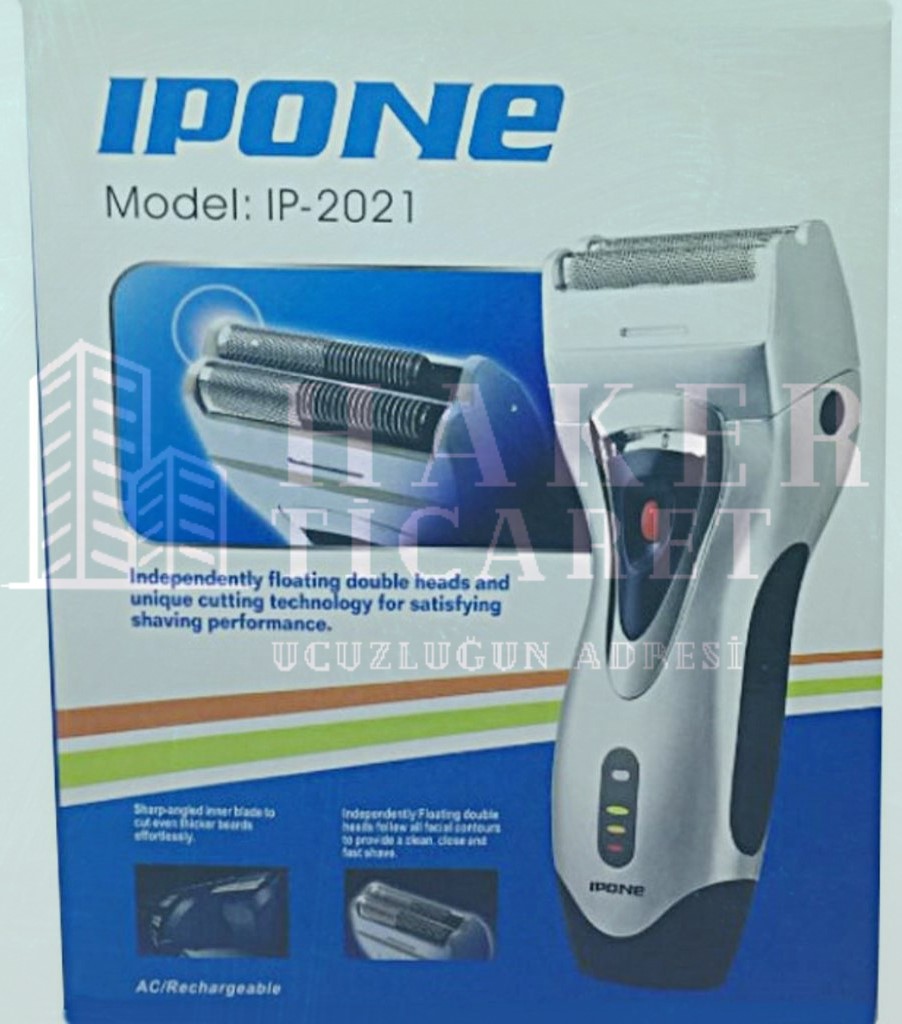 IPONE
Model: IP-2021
HAKER
TİCARET
Independently floating double heads and
unique cutting technology for satisfying
shaving performance.
UCUZLUĞUN ADRESİ
Sharp-angled inner blade to
cut even thicker beards
effortlessly.
Independently Floating double
heads follow all facial contours
to provide a clean, close and
fast shave.
IPONE
AC/Rechargeable